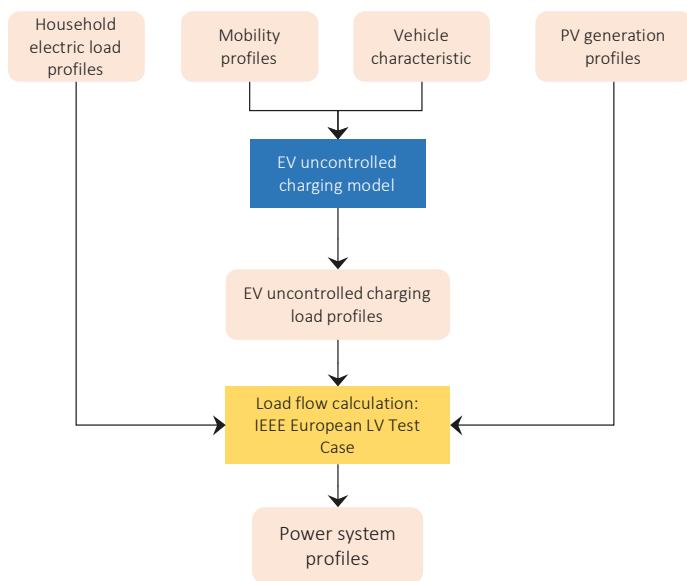 Household
electric load
profiles
Mobility
profiles
Vehicle
characteristic
PV generation
profiles
EV uncontrolled
charging model
EV uncontrolled charging
load profiles
Load flow calculation:
IEEE European LV Test
Case
Power system
profiles